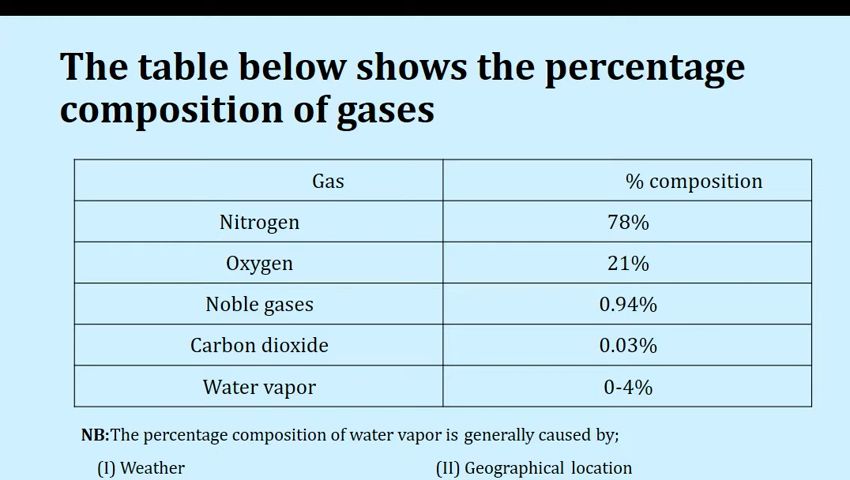 The table below shows the percentage
composition of gases
Gas % composition
Nitrogen 78%
Oxygen 21%
Noble gases 0.94%
Carbon dioxide 0.03%
Water vapor 0-4%
NB:The percentage composition of water vapor is generally caused by;
(I) Weather (II) Geographical location